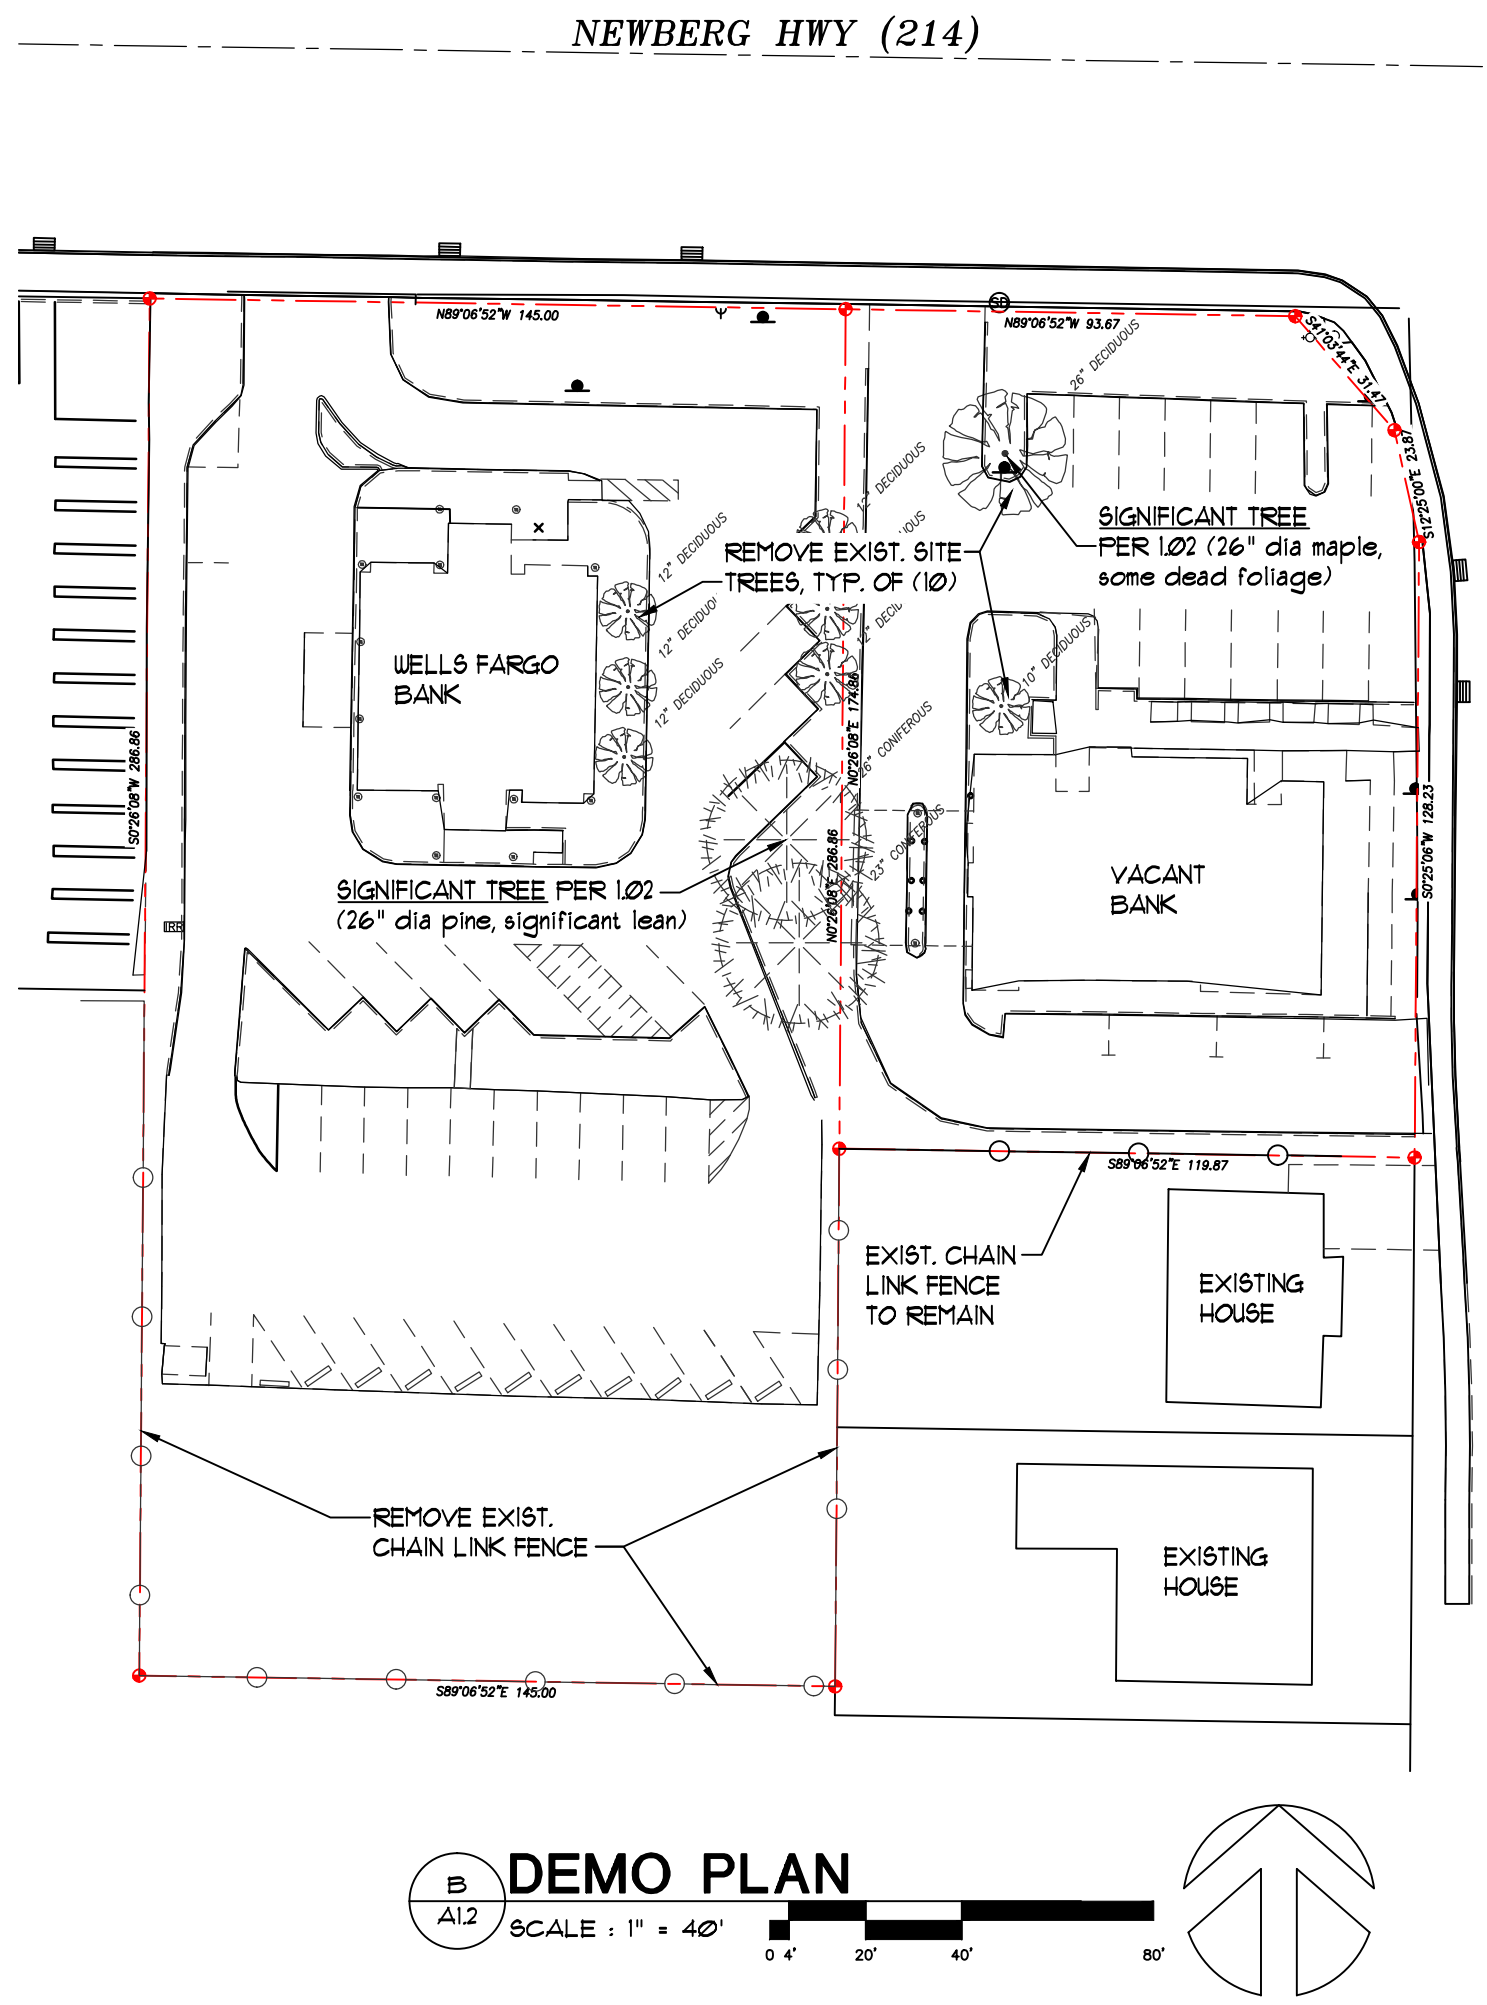 NEWBERG HWY (214)
N89°06'52"W 145.00
SD
N89°06'52"W 93.67
S41°03'44"E 31.47'
S12°25'00"E 23.87
26" DECIDUOUS
12" DECIDUOUS
12" DECIDUOUS
REMOVE EXIST. SITE
TREES, TYP. OF (10)
SIGNIFICANT TREE
PER 1.02 (26" dia maple,
some dead foliage)
12" DECIDUOUS
12" DECIDUOUS
10" DECIDUOUS
WELLS FARGO
BANK
S0°26'08"W 286.86
N0°26'08"E 174.86
26" CONIFEROUS
N0°26'08"E 286.86
23" CONIFEROUS
S0°25'06"W 128.23
VACANT
BANK
SIGNIFICANT TREE PER 1.02
(26" dia pine, significant lean)
IRR
S89°06'52"E 119.87
EXIST. CHAIN
LINK FENCE
TO REMAIN
EXISTING
HOUSE
REMOVE EXIST.
CHAIN LINK FENCE
EXISTING
HOUSE
S89°06'52"E 145.00
B
A1.2
DEMO PLAN
SCALE : 1" = 40'
0 4' 20' 40' 80'